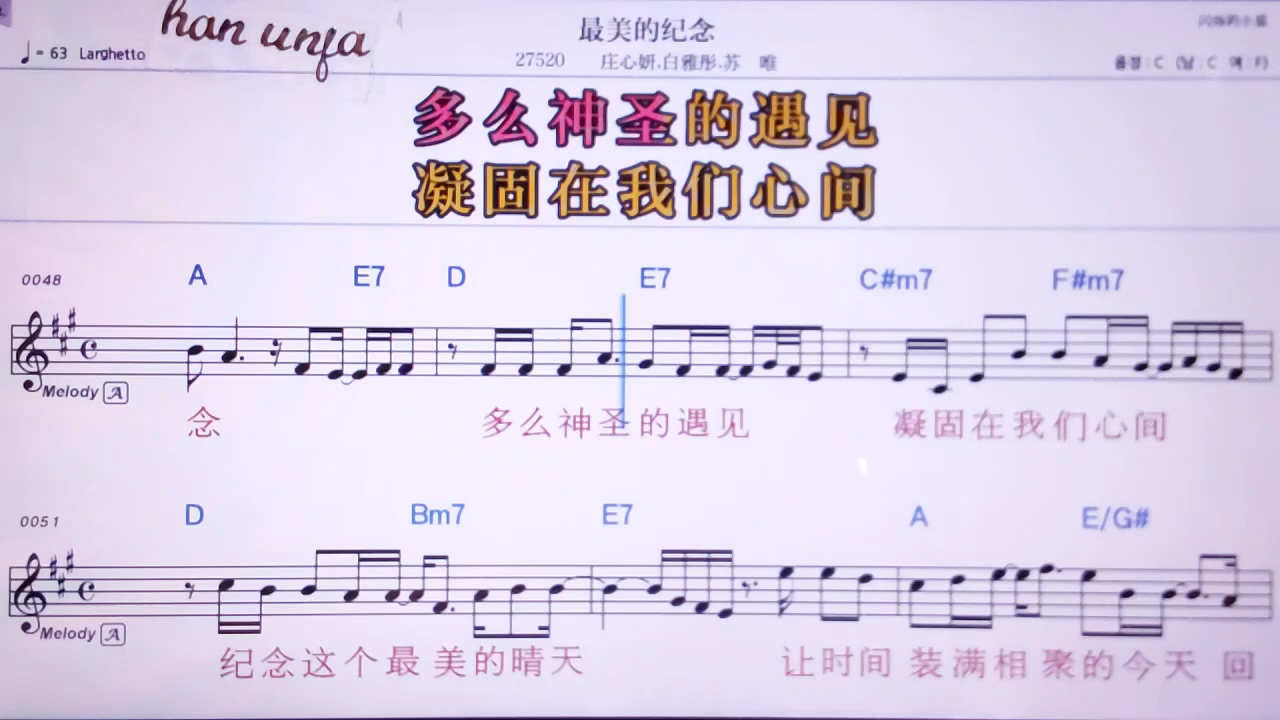 han unja
最美的纪念
♩= 63 Larghetto
27520 庄心妍.白雅彤.苏 唯
多么神圣的遇见
凝固在我们心间
0048 A E7 D E7 C#m7 F#m7
Melody A
念 多么神圣的遇见 凝固在我们心间
0051 D Bm7 E7 A E/G#
Melody A
纪念这个最美的晴天 让时间 装满相聚的今天 回